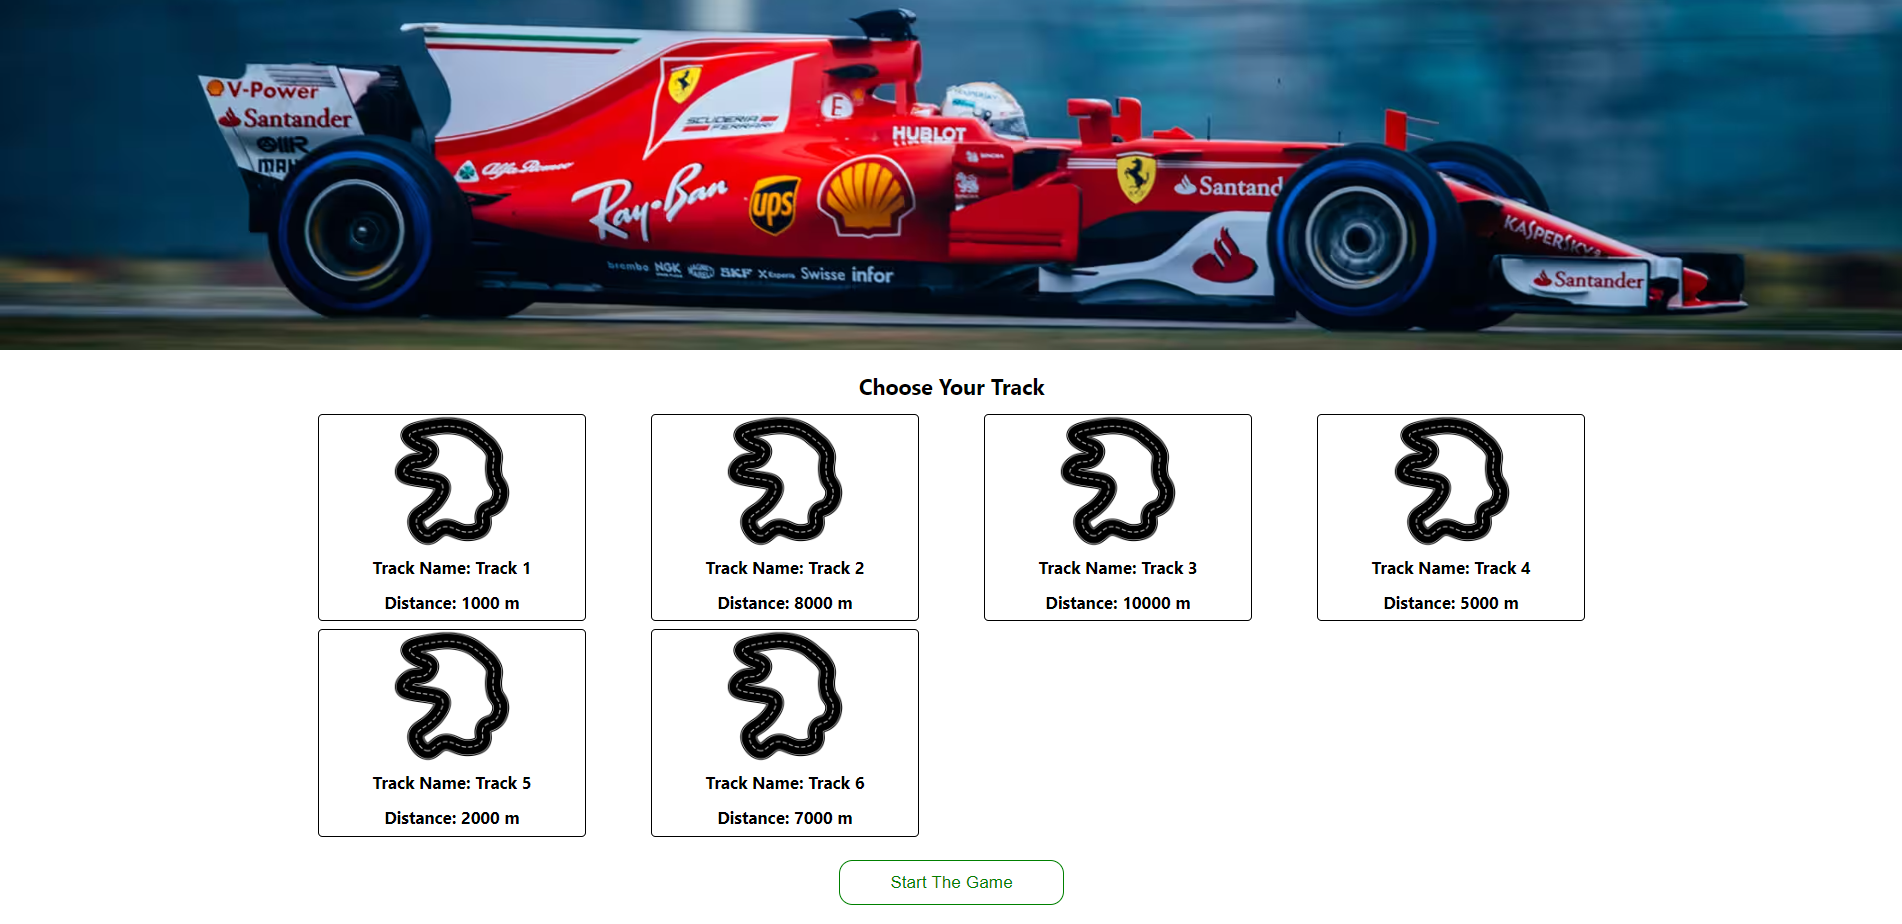 V-Power
Santander
SCUDERIA
FERRARI
E
HUBLOT
Alfa Romeo
Ray-Ban
ups
Santand
KASPERSKY
brembo NGK SKF Experis Swisse infor
Santander
Choose Your Track
Track Name: Track 1
Distance: 1000 m
Track Name: Track 2
Distance: 8000 m
Track Name: Track 3
Distance: 10000 m
Track Name: Track 4
Distance: 5000 m
Track Name: Track 5
Distance: 2000 m
Track Name: Track 6
Distance: 7000 m
Start The Game